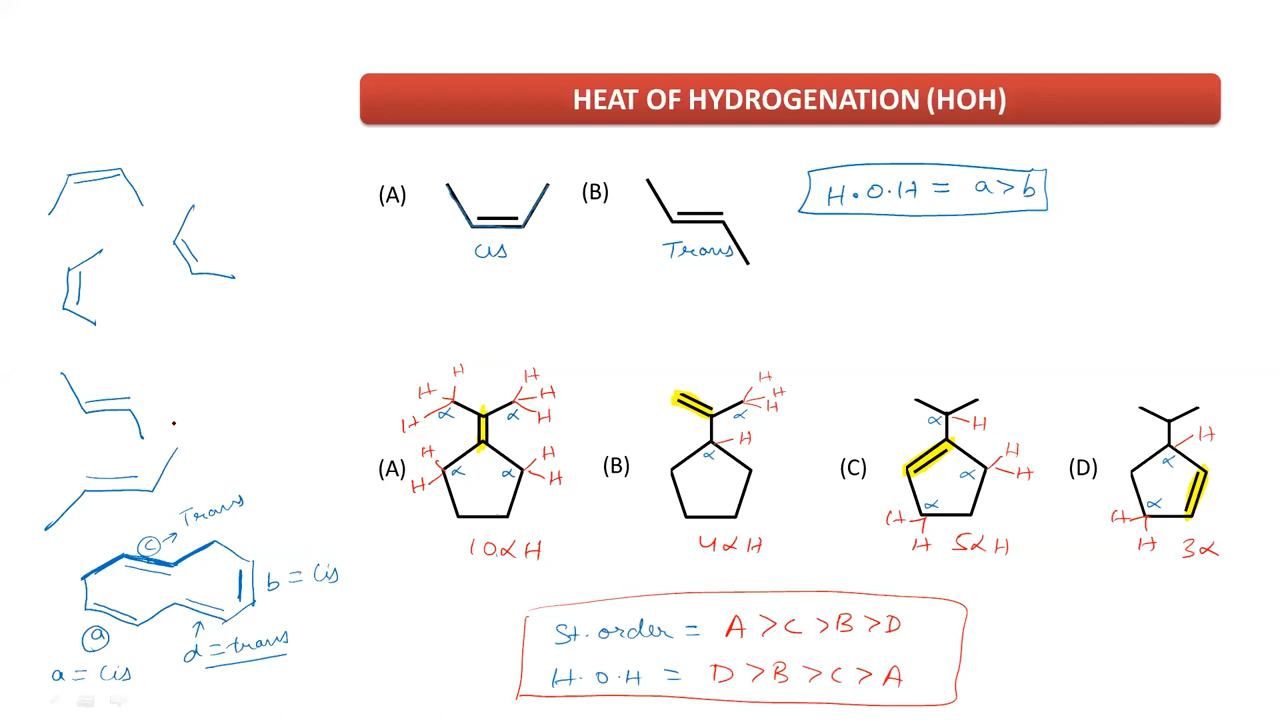 HEAT OF HYDROGENATION (HOH)
(A)
cis
(B)
Trans
H.O.H = a > b
(A)
H
H
H
H
H
H
α
α
H
H
α
α
H
H
10αH
(B)
H
H
H
α
H
α
4αH
(C)
α
H
H
H
α
α
H
H
5αH
(D)
H
α
α
H
H
3α
c → Trans
b = cis
a
d = trans
a = cis
St. order = A > C > B > D
H.O.H = D > B > C > A